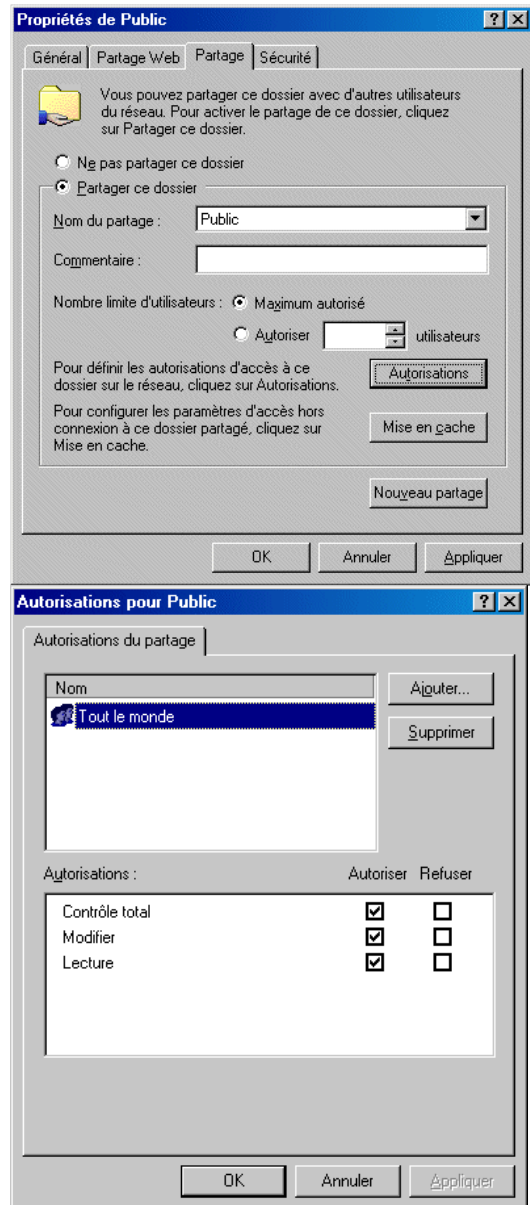 Propriétés de Public
Général
Partage Web
Partage
Sécurité
Vous pouvez partager ce dossier avec d'autres utilisateurs
du réseau. Pour activer le partage de ce dossier, cliquez
sur Partager ce dossier.
Ne pas partager ce dossier
Partager ce dossier
Nom du partage :
Public
Commentaire :
Nombre limite d'utilisateurs :
Maximum autorisé
Autoriser
utilisateurs
Pour définir les autorisations d'accès à ce
dossier sur le réseau, cliquez sur Autorisations.
Autorisations
Pour configurer les paramètres d'accès hors
connexion à ce dossier partagé, cliquez sur
Mise en cache.
Mise en cache
Nouveau partage
OK
Annuler
Appliquer
Autorisations pour Public
Autorisations du partage
Nom
Tout le monde
Ajouter...
Supprimer
Autorisations :
Autoriser
Refuser
Contrôle total
Modifier
Lecture
OK
Annuler
Appliquer